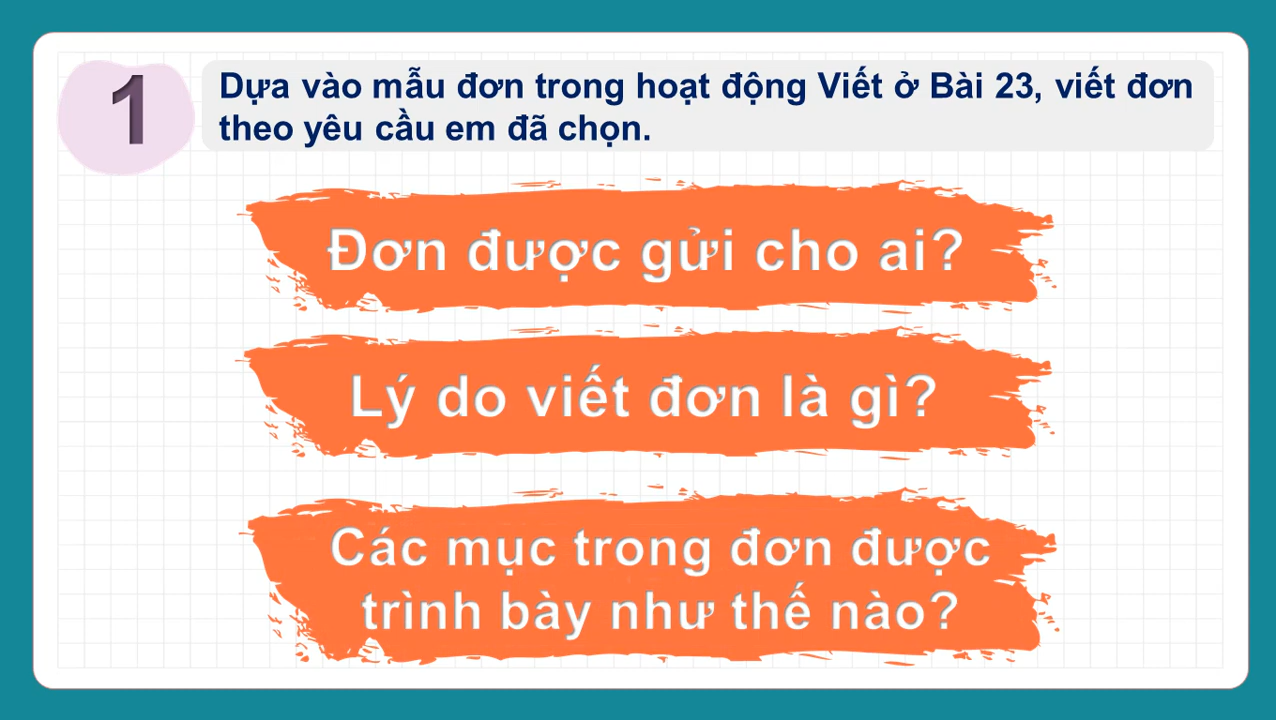 1
Dựa vào mẫu đơn trong hoạt động Viết ở Bài 23, viết đơn
theo yêu cầu em đã chọn.
Đơn được gửi cho ai?
Lý do viết đơn là gì?
Các mục trong đơn được
trình bày như thế nào?